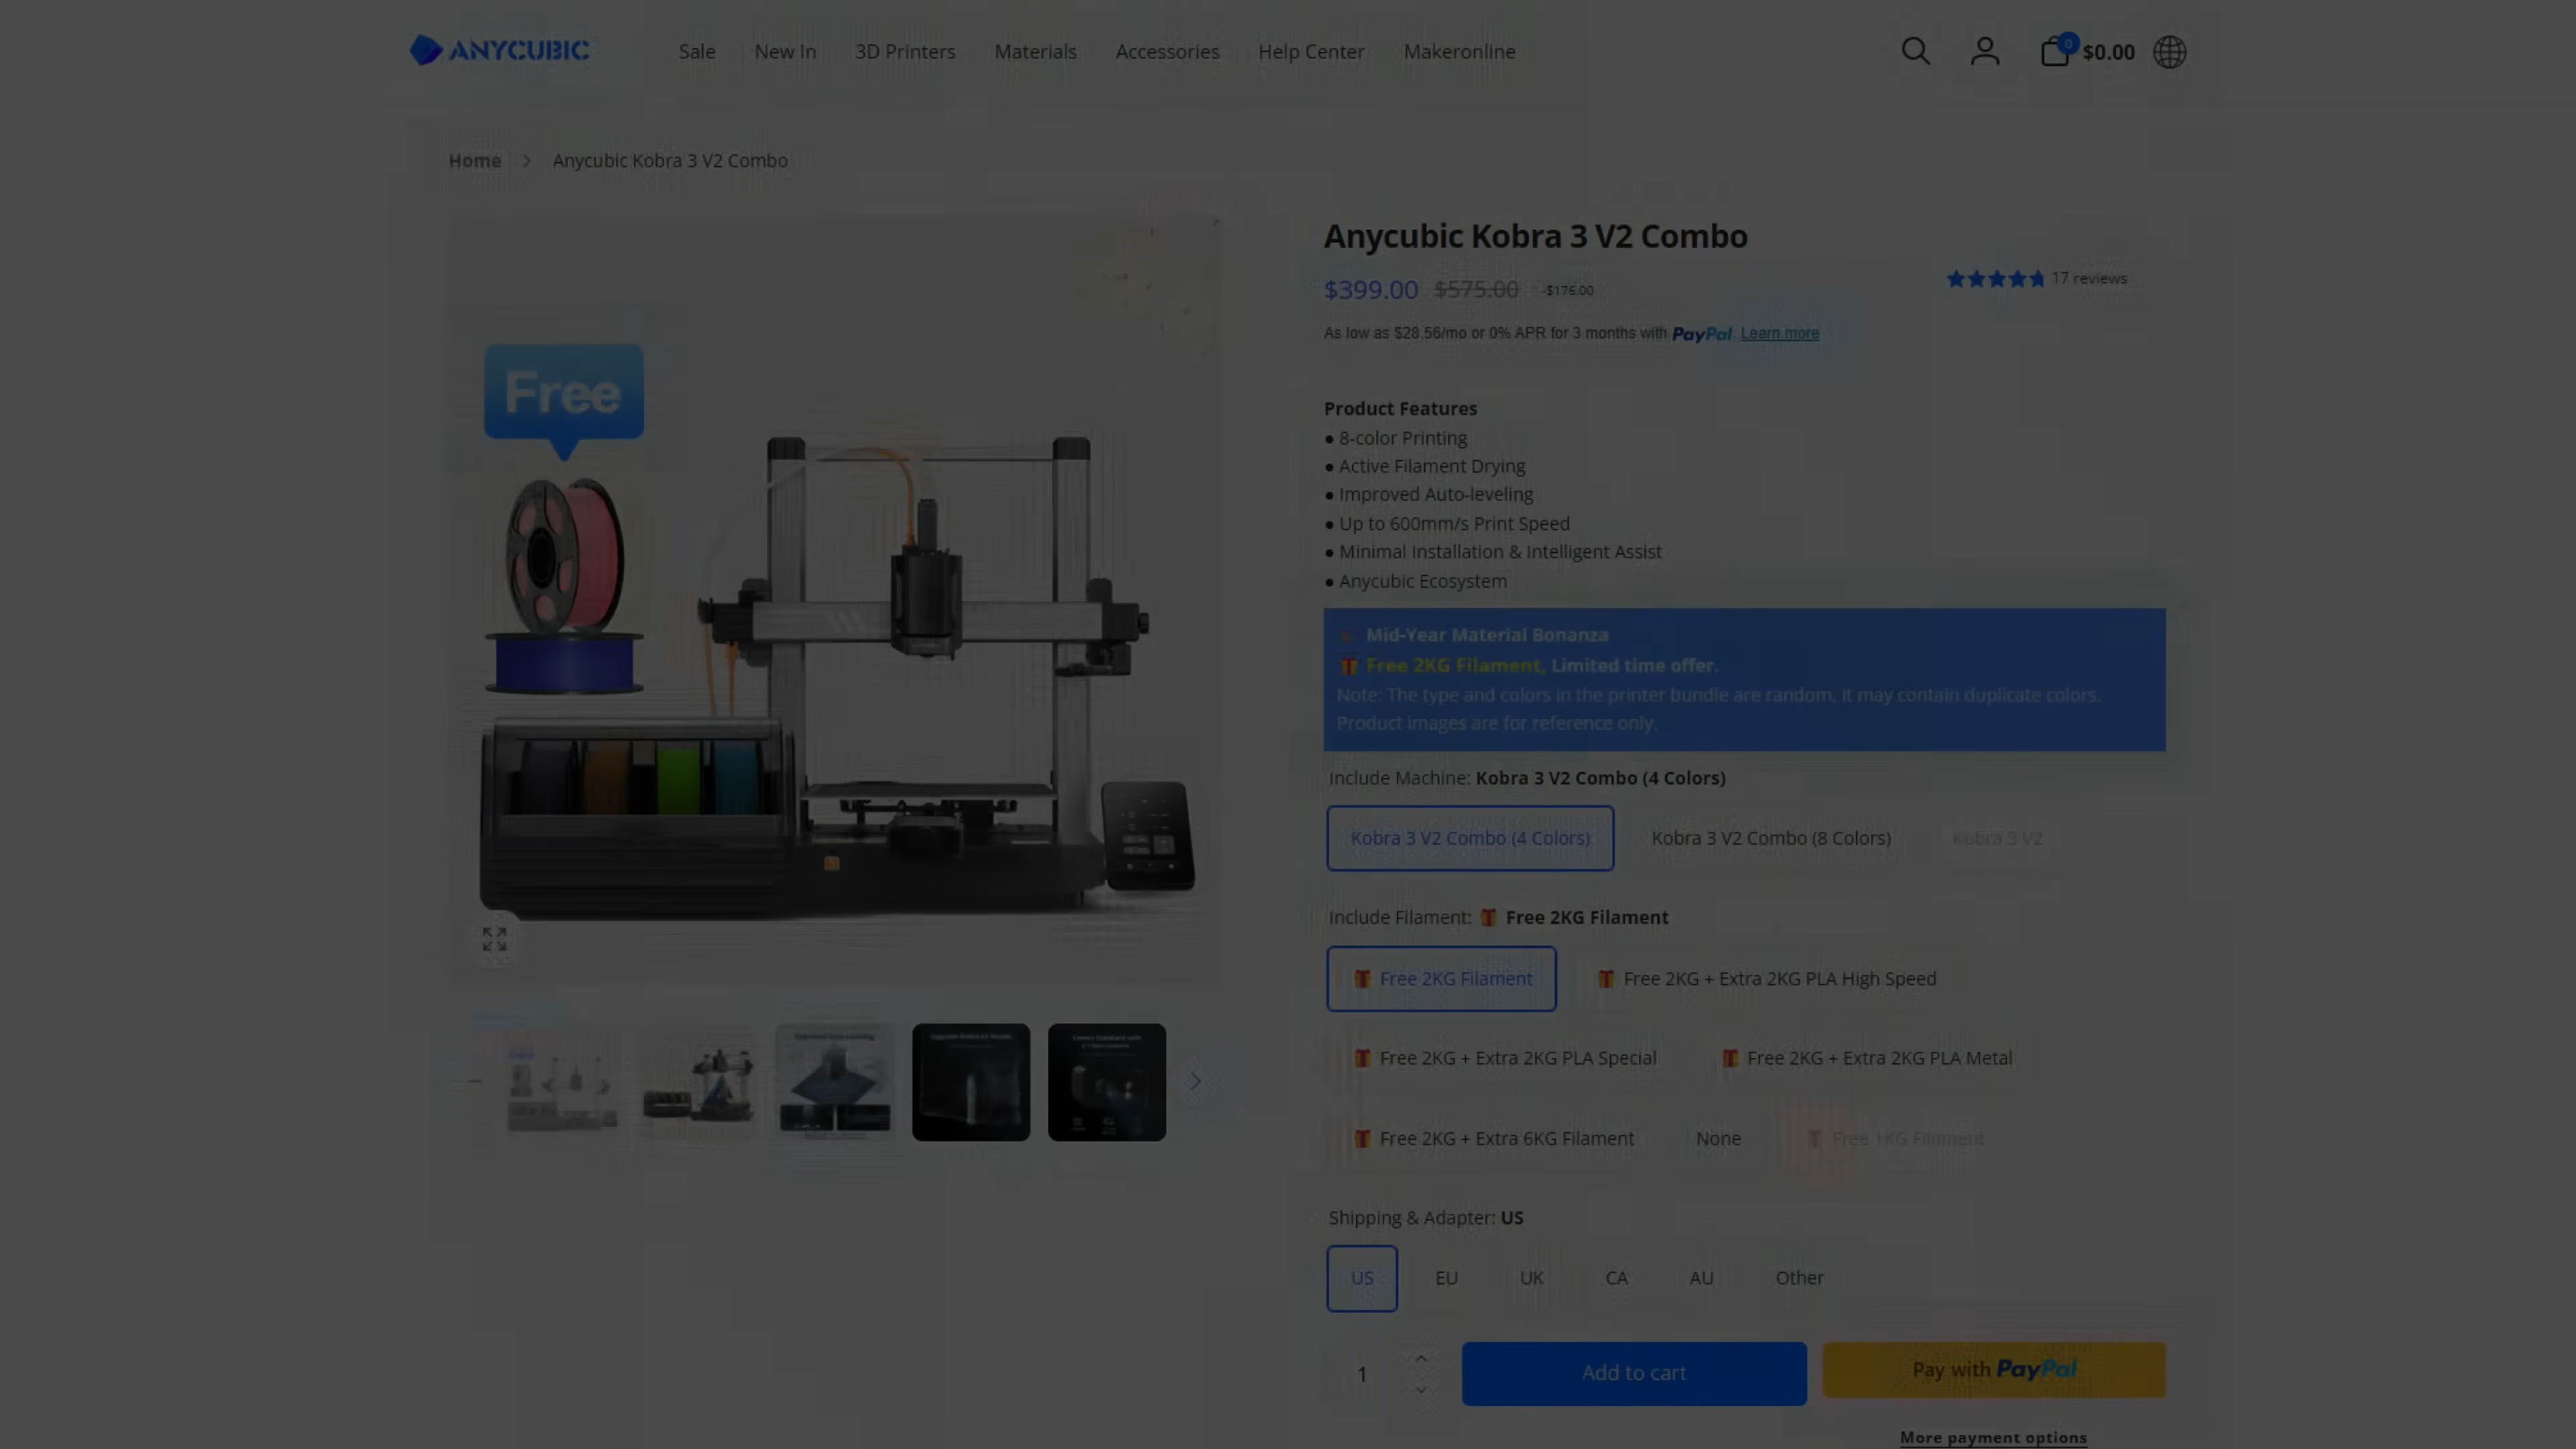 ANYCUBIC
Sale New In 3D Printers Materials Accessories Help Center Makeronline
0 $0.00
Home > Anycubic Kobra 3 V2 Combo
Anycubic Kobra 3 V2 Combo
$399.00 $575.00 -$176.00
17 reviews
As low as $28.56/mo or 0% APR for 3 months with PayPal Learn more
Free
Product Features
● 8-color Printing
● Active Filament Drying
● Improved Auto-leveling
● Up to 600mm/s Print Speed
● Minimal Installation & Intelligent Assist
● Anycubic Ecosystem
Mid-Year Material Bonanza
Free 2KG Filament, Limited time offer.
Note: The type and colors in the printer bundle are random, it may contain duplicate colors.
Product images are for reference only.
Include Machine: Kobra 3 V2 Combo (4 Colors)
Kobra 3 V2 Combo (4 Colors) Kobra 3 V2 Combo (8 Colors) Kobra 3 V2
Include Filament: Free 2KG Filament
Free 2KG Filament Free 2KG + Extra 2KG PLA High Speed
Free 2KG + Extra 2KG PLA Special Free 2KG + Extra 2KG PLA Metal
Free 2KG + Extra 6KG Filament None Free 1KG Filament
Shipping & Adapter: US
US EU UK CA AU Other
1 Add to cart Pay with PayPal
More payment options